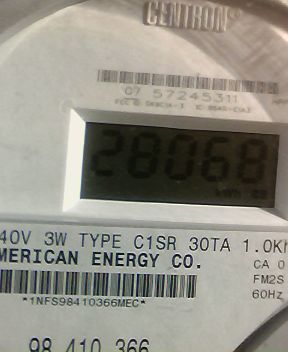 CENTRON®
07 57245311
28068
40V 3W TYPE C1SR 30TA 1.0Kh
MERICAN ENERGY CO.
CA 0
FM2S
60Hz
*1NFS98410366MEC*
98 410 366